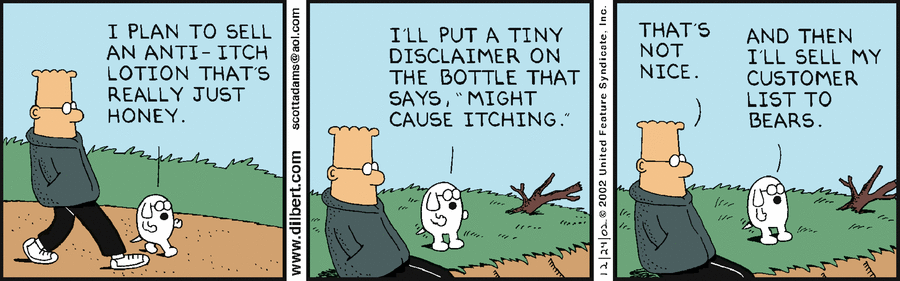 I PLAN TO SELL
AN ANTI-ITCH
LOTION THAT'S
REALLY JUST
HONEY.
www.dilbert.com scottadams@aol.com
I'LL PUT A TINY
DISCLAIMER ON
THE BOTTLE THAT
SAYS, "MIGHT
CAUSE ITCHING."
12/24/02 © 2002 United Feature Syndicate, Inc.
THAT'S
NOT
NICE.
AND THEN
I'LL SELL MY
CUSTOMER
LIST TO
BEARS.